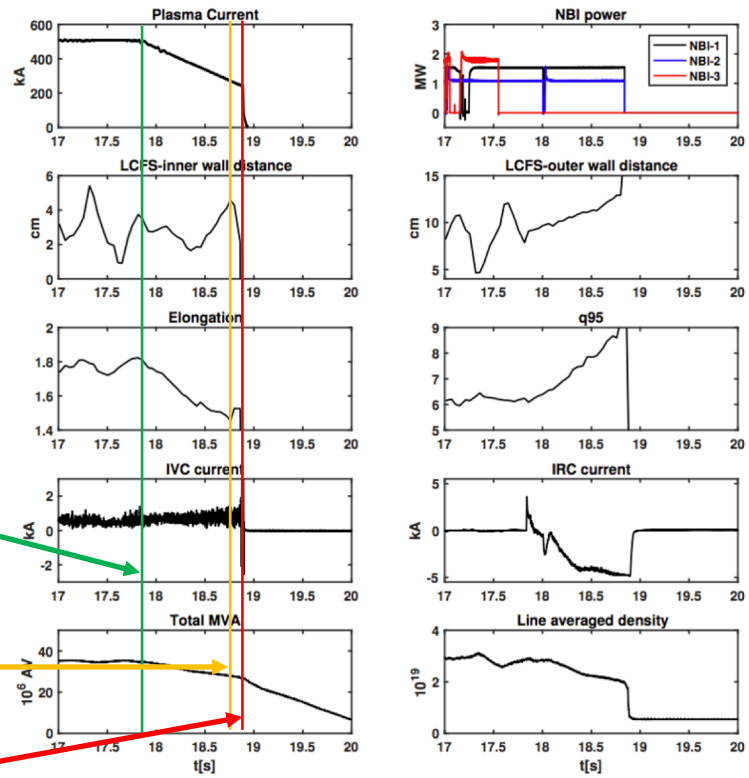 Plasma Current
kA
600
400
200
0
17 17.5 18 18.5 19 19.5 20
NBI power
MW
3
2
1
0
NBI-1
NBI-2
NBI-3
17 17.5 18 18.5 19 19.5 20
LCFS-inner wall distance
cm
6
4
2
0
17 17.5 18 18.5 19 19.5 20
LCFS-outer wall distance
cm
15
10
5
17 17.5 18 18.5 19 19.5 20
Elongation
2
1.8
1.6
1.4
17 17.5 18 18.5 19 19.5 20
q95
9
8
7
6
5
17 17.5 18 18.5 19 19.5 20
IVC current
kA
2
0
-2
17 17.5 18 18.5 19 19.5 20
t[s]
IRC current
kA
5
0
-5
17 17.5 18 18.5 19 19.5 20
t[s]
Total MVA
10^6 AV
40
20
0
17 17.5 18 18.5 19 19.5 20
t[s]
Line averaged density
10^19
4
2
0
17 17.5 18 18.5 19 19.5 20
t[s]